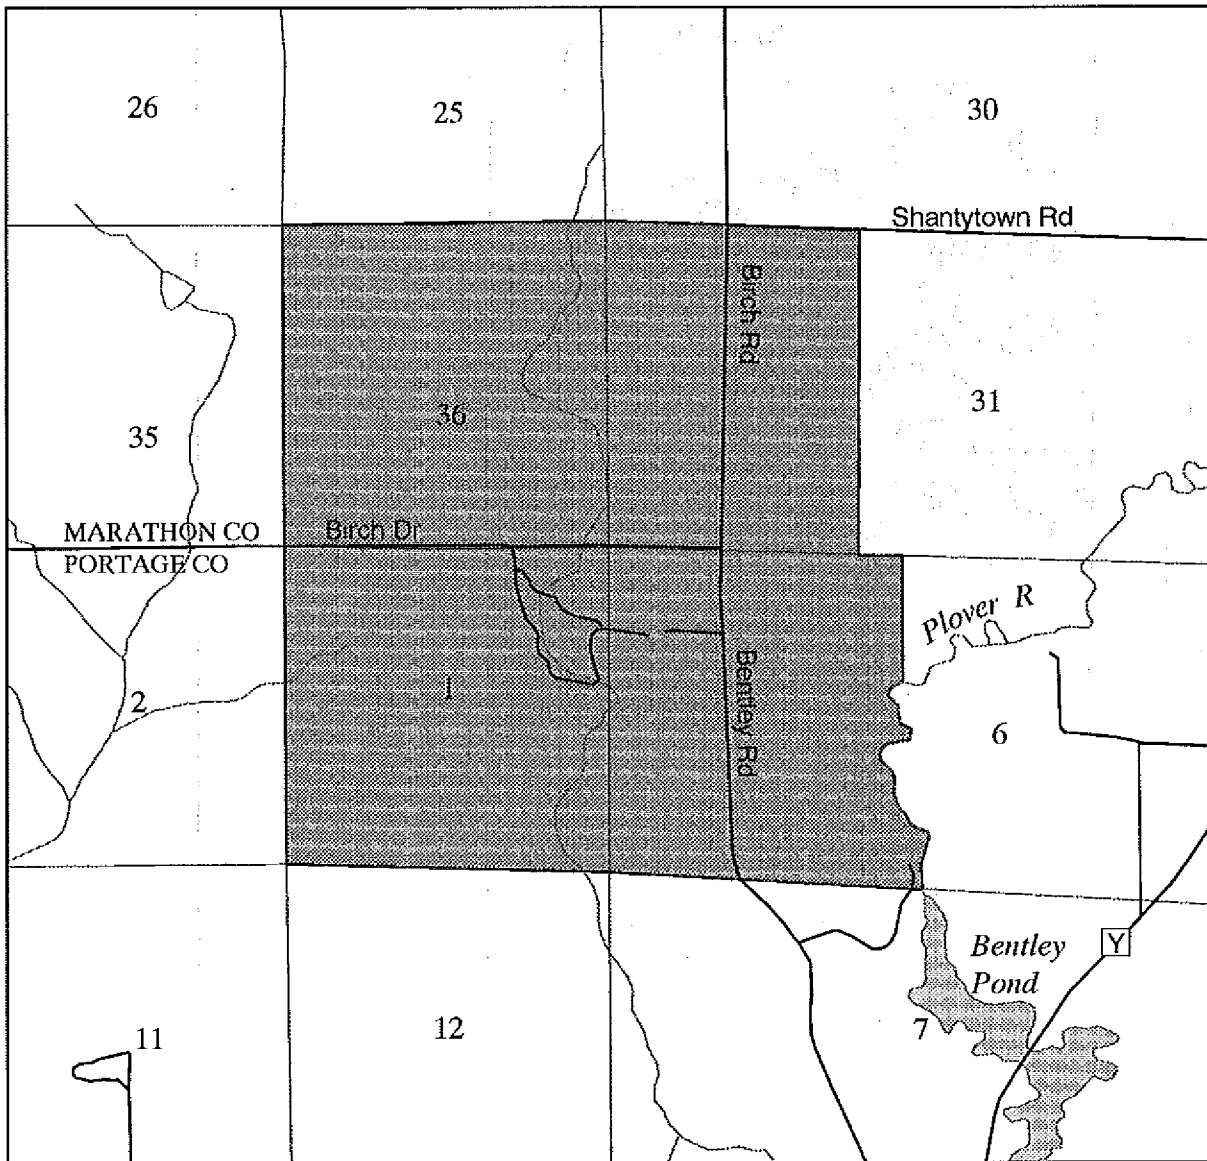 26
25
30
Shantytown Rd
Birch Rd
36
31
35
MARATHON CO
Birch Dr
PORTAGE CO
Plover R
Bentley Rd
1
2
6
Bentley
Pond
Y
7
11
12